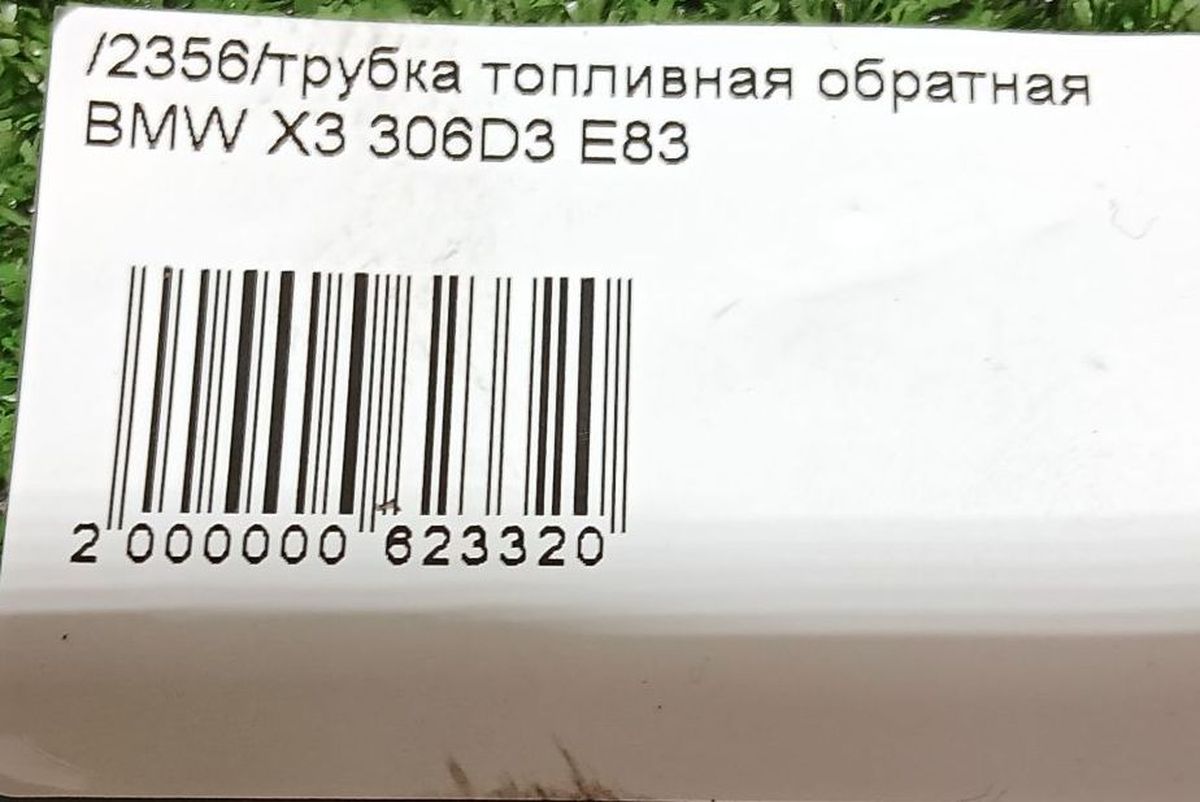 /2356/трубка топливная обратная
BMW X3 306D3 E83
2 000000 623320